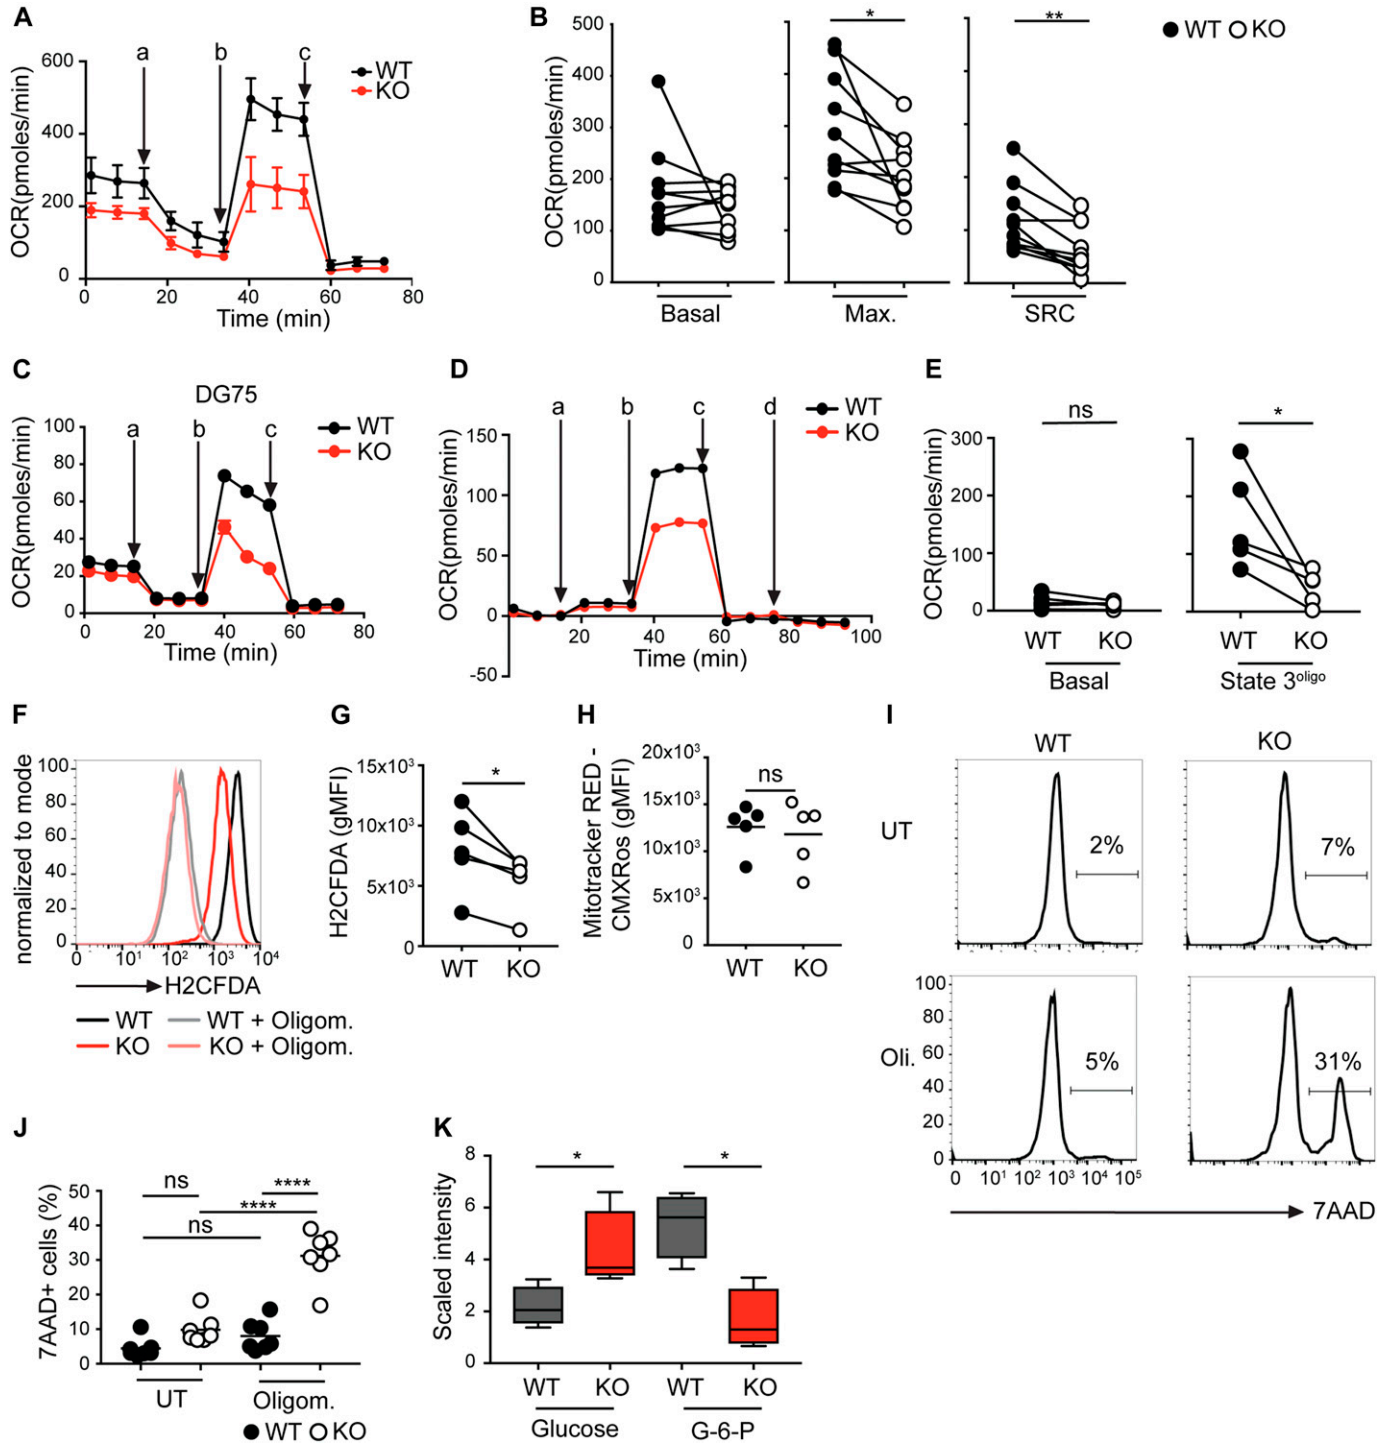 A
OCR(pmoles/min)
600
400
200
0
a
b
c
WT
KO
0
20
40
60
80
Time (min)
B
OCR(pmoles/min)
500
400
300
200
100
0
*
**
WT KO
Basal
Max.
SRC
C
DG75
OCR(pmoles/min)
100
80
60
40
20
0
a
b
c
WT
KO
0
20
40
60
80
Time (min)
D
OCR(pmoles/min)
150
100
50
0
-50
a
b
c
d
WT
KO
20
40
60
80
100
Time (min)
E
OCR(pmoles/min)
300
200
100
0
ns
*
WT KO
WT KO
Basal
State 3oligo
F
normalized to mode
100
80
60
40
20
0
0 10¹ 10² 10³ 10⁴
H2CFDA
WT WT + Oligom.
KO KO + Oligom.
G
H2CFDA (gMFI)
15x10³
10x10³
5x10³
0
*
WT KO
H
Mitotracker RED -
CMXRos (gMFI)
20x10³
15x10³
10x10³
5x10³
0
ns
WT KO
I
WT
KO
UT
2%
7%
Oli.
100
80
60
40
20
0
5%
31%
0 10¹ 10² 10³ 10⁴ 10⁵
7AAD
J
7AAD+ cells (%)
50
40
30
20
10
0
ns
****
****
ns
UT
Oligom.
WT KO
K
Scaled intensity
8
6
4
2
0
*
*
WT KO WT KO
Glucose
G-6-P